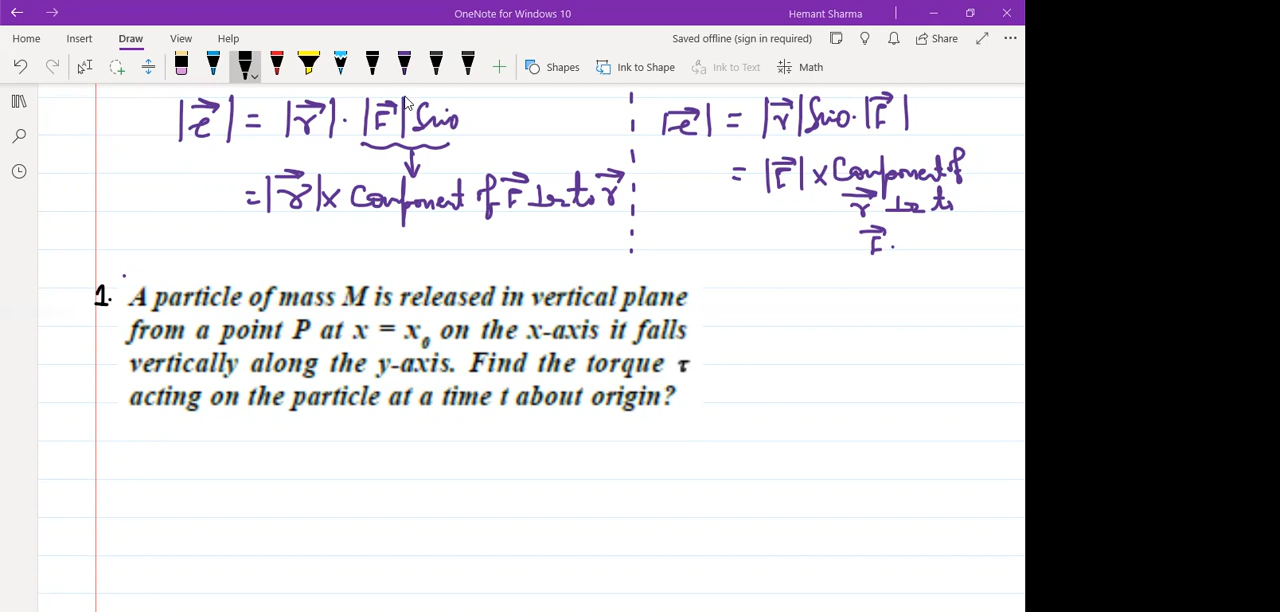 OneNote for Windows 10
Hemant Sharma
Home Insert Draw View Help
Saved offline (sign in required) Share
Shapes Ink to Shape Ink to Text Math
|τ⃗| = |r⃗| · |F⃗| Sinθ
= |r⃗| × Component of F⃗ ⊥r to r⃗
|τ⃗| = |r⃗| Sinθ · |F⃗|
= |F⃗| × Component of
r⃗ ⊥r to
F⃗.
1. A particle of mass M is released in vertical plane
from a point P at x = x₀ on the x-axis it falls
vertically along the y-axis. Find the torque τ
acting on the particle at a time t about origin?